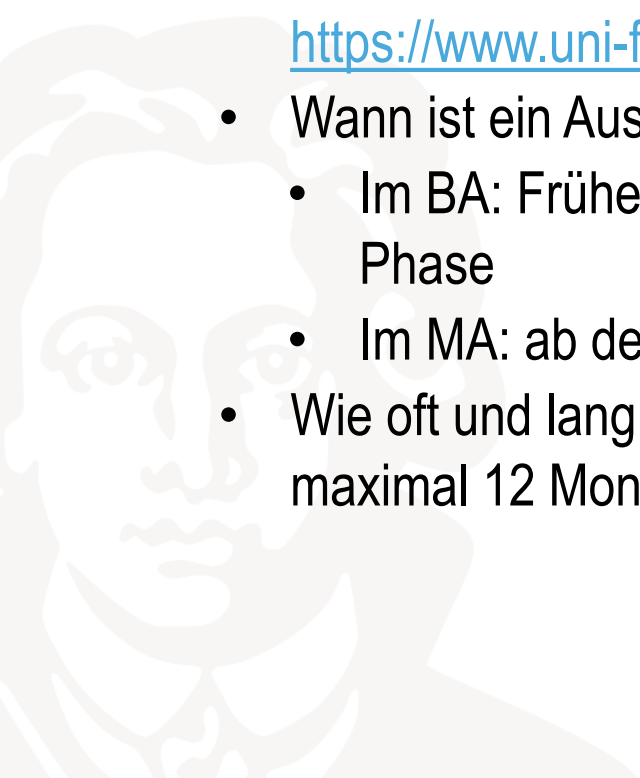 https://www.uni-f
• Wann ist ein Aus
• Im BA: Frühe
Phase
• Im MA: ab de
• Wie oft und lang
maximal 12 Mon